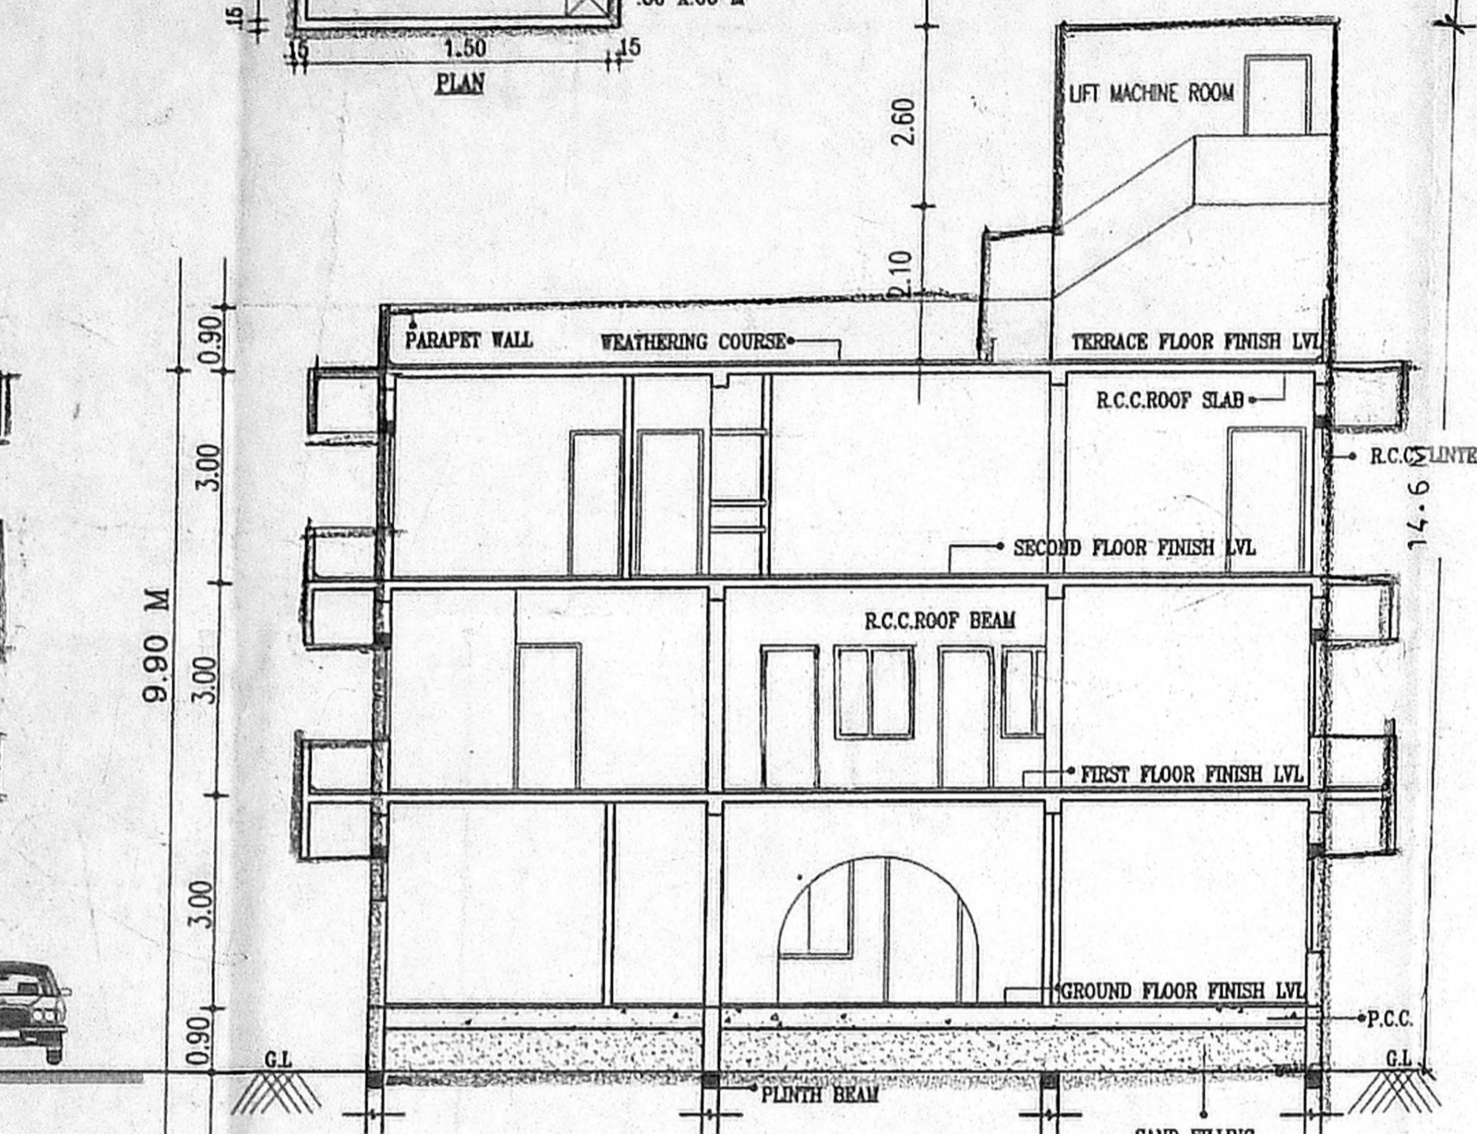 15
15
1.50
15
PLAN
2.60
LIFT MACHINE ROOM
2.10
0.90
PARAPET WALL
WEATHERING COURSE
TERRACE FLOOR FINISH LVL
R.C.C.ROOF SLAB
3.00
14.6 M
SECOND FLOOR FINISH LVL
9.90 M
3.00
R.C.C.ROOF BEAM
FIRST FLOOR FINISH LVL
3.00
GROUND FLOOR FINISH LVL
P.C.C.
0.90
G.L
G.L
PLINTH BEAM